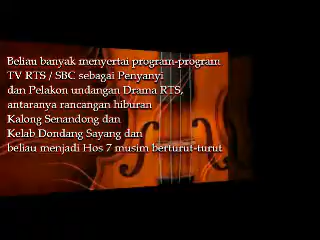 Beliau banyak menyertai program-program
TV RTS / SBC sebagai Penyanyi
dan Pelakon undangan Drama RTS,
antaranya rancangan hiburan
Kalong Senandong dan
Kelab Dondang Sayang dan
beliau menjadi Hos 7 musim berturut-turut